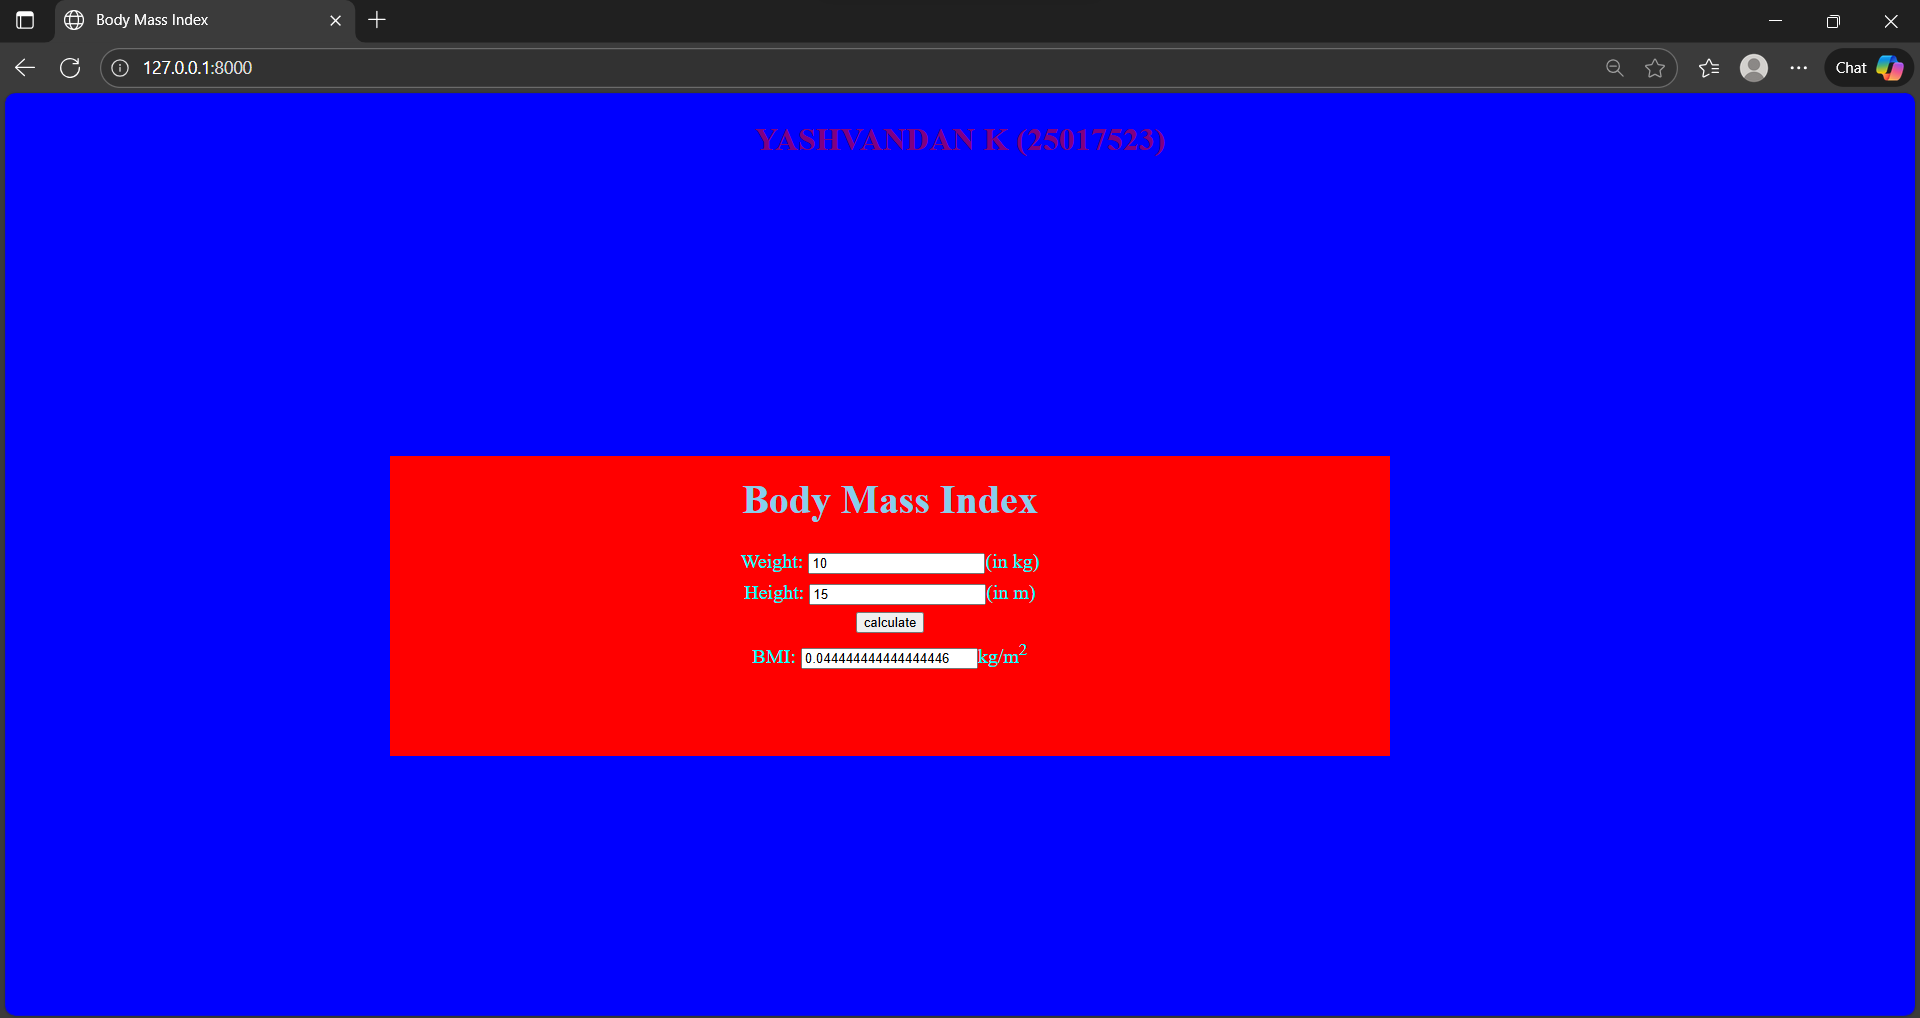 Body Mass Index
127.0.0.1:8000
Chat
YASHVANDAN K (25017523)
Body Mass Index
Weight: 10 (in kg)
Height: 15 (in m)
calculate
BMI: 0.044444444444444446 kg/m²